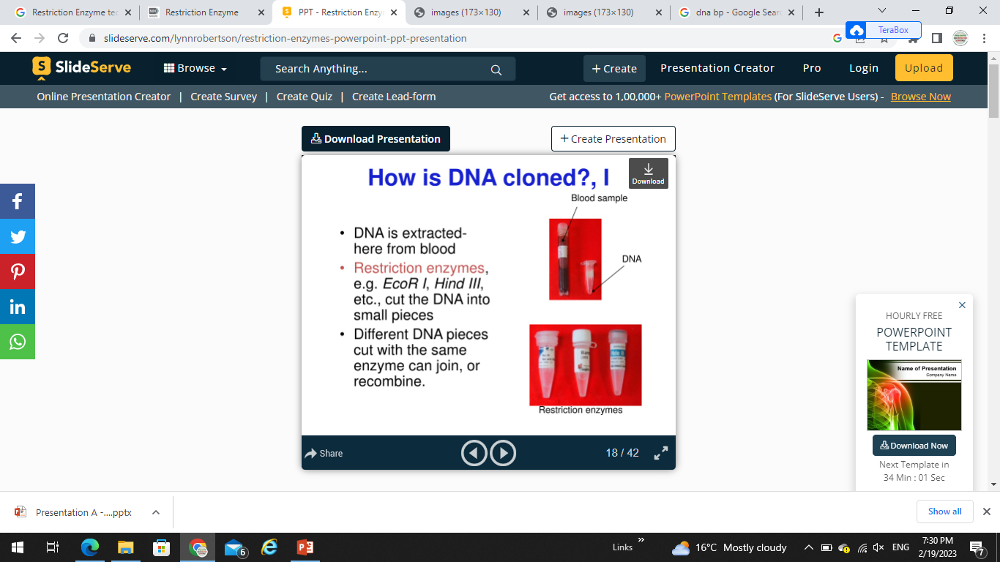 Restriction Enzyme tec
Restriction Enzyme
PPT - Restriction Enzy
images (173×130)
images (173×130)
dna bp - Google Searc
slideserve.com/lynnrobertson/restriction-enzymes-powerpoint-ppt-presentation
TeraBox
SlideServe
Browse
Search Anything...
+ Create
Presentation Creator
Pro
Login
Upload
Online Presentation Creator | Create Survey | Create Quiz | Create Lead-form
Get access to 1,00,000+ PowerPoint Templates (For SlideServe Users) - Browse Now
Download Presentation
+ Create Presentation
How is DNA cloned?, I
Download
Blood sample
• DNA is extracted-
here from blood
• Restriction enzymes,
e.g. EcoR I, Hind III,
etc., cut the DNA into
small pieces
• Different DNA pieces
cut with the same
enzyme can join, or
recombine.
DNA
Restriction enzymes
Share
18 / 42
HOURLY FREE
POWERPOINT
TEMPLATE
Name of Presentation
Company Name
Download Now
Next Template in
34 Min : 01 Sec
Presentation A -....pptx
Show all
6
Links
16°C Mostly cloudy
ENG
7:30 PM
2/19/2023
7